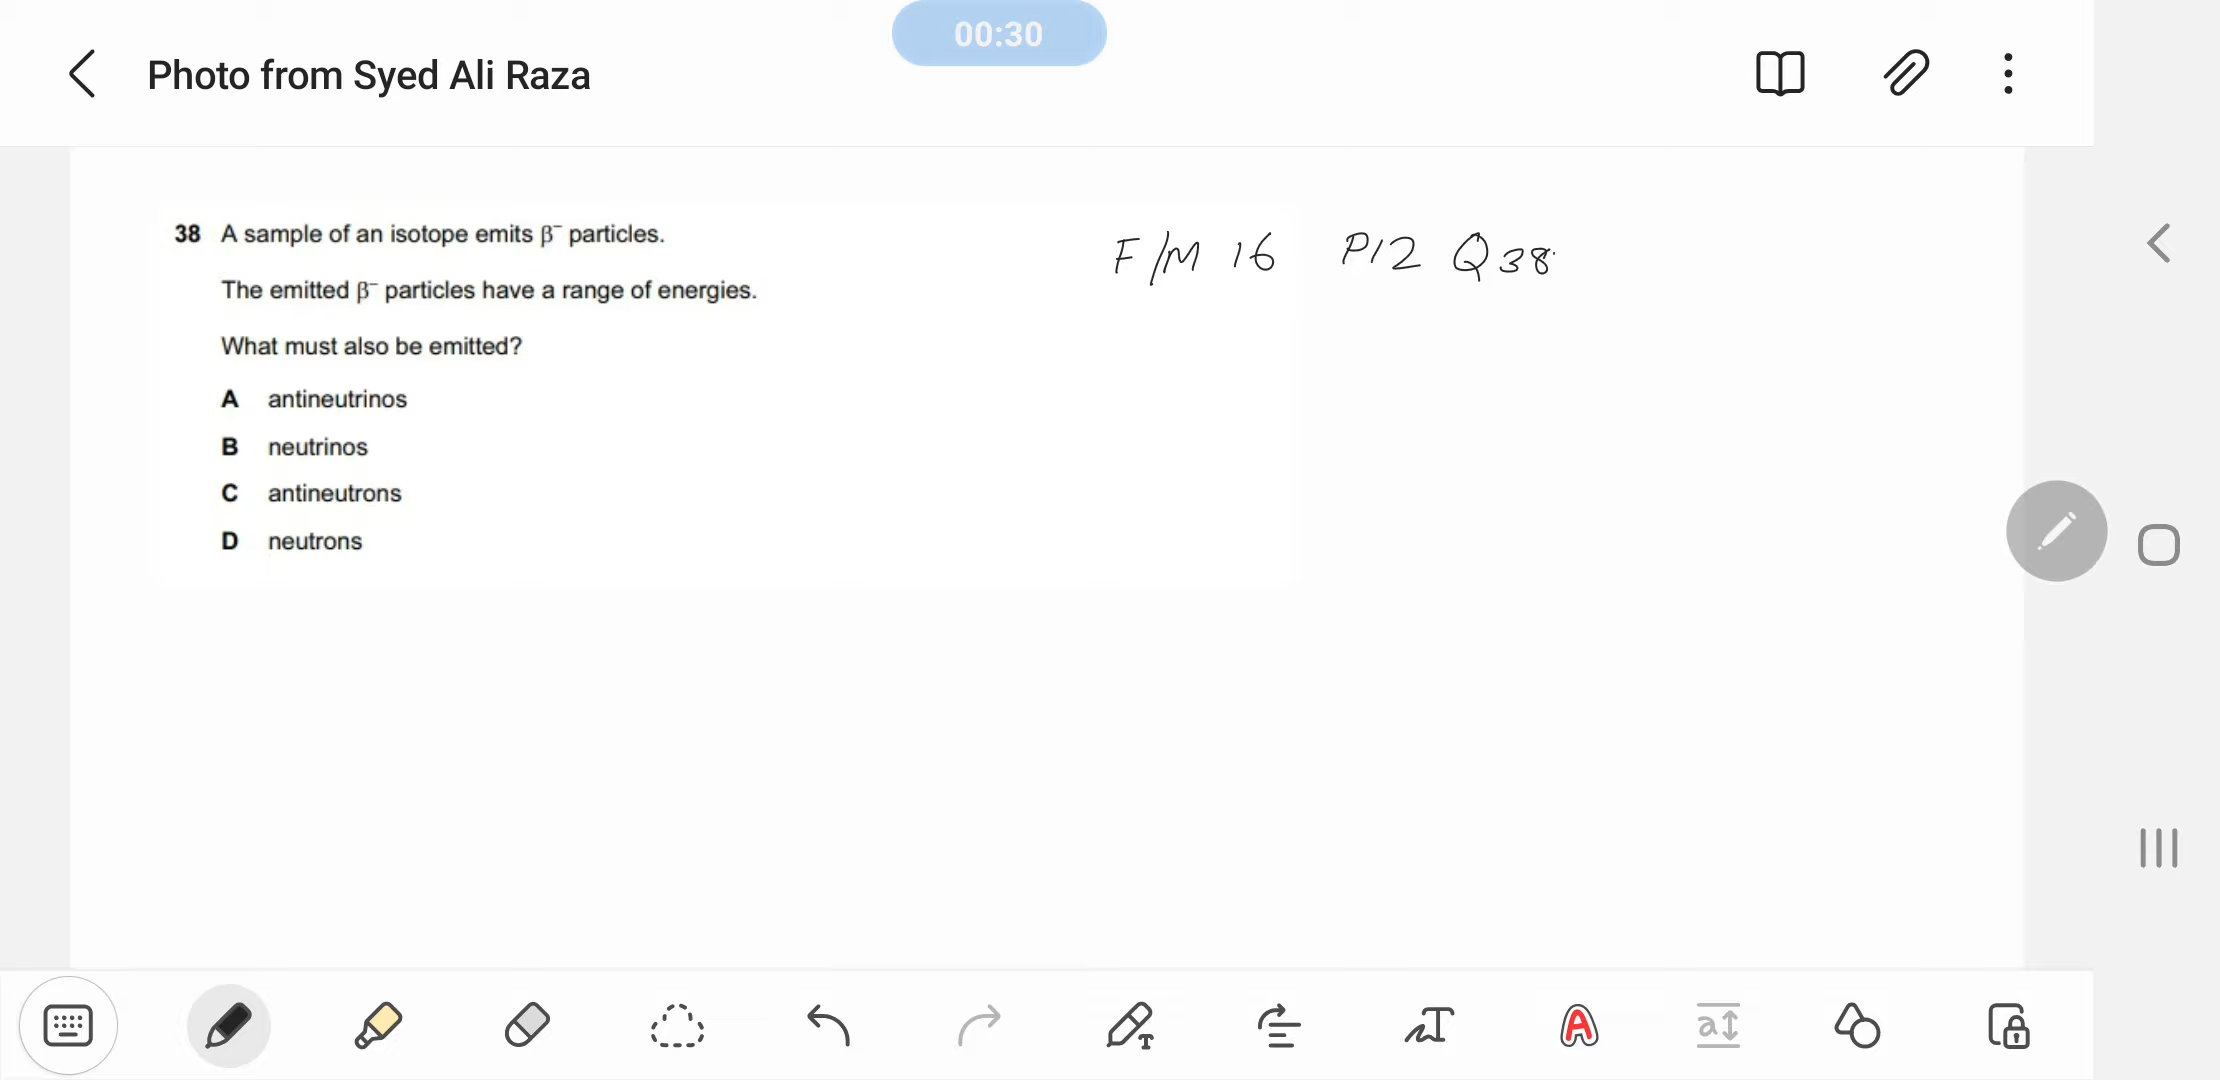 00:30
Photo from Syed Ali Raza
38 A sample of an isotope emits β⁻ particles.
F/M 16 P12 Q38
The emitted β⁻ particles have a range of energies.
What must also be emitted?
A antineutrinos
B neutrinos
C antineutrons
D neutrons